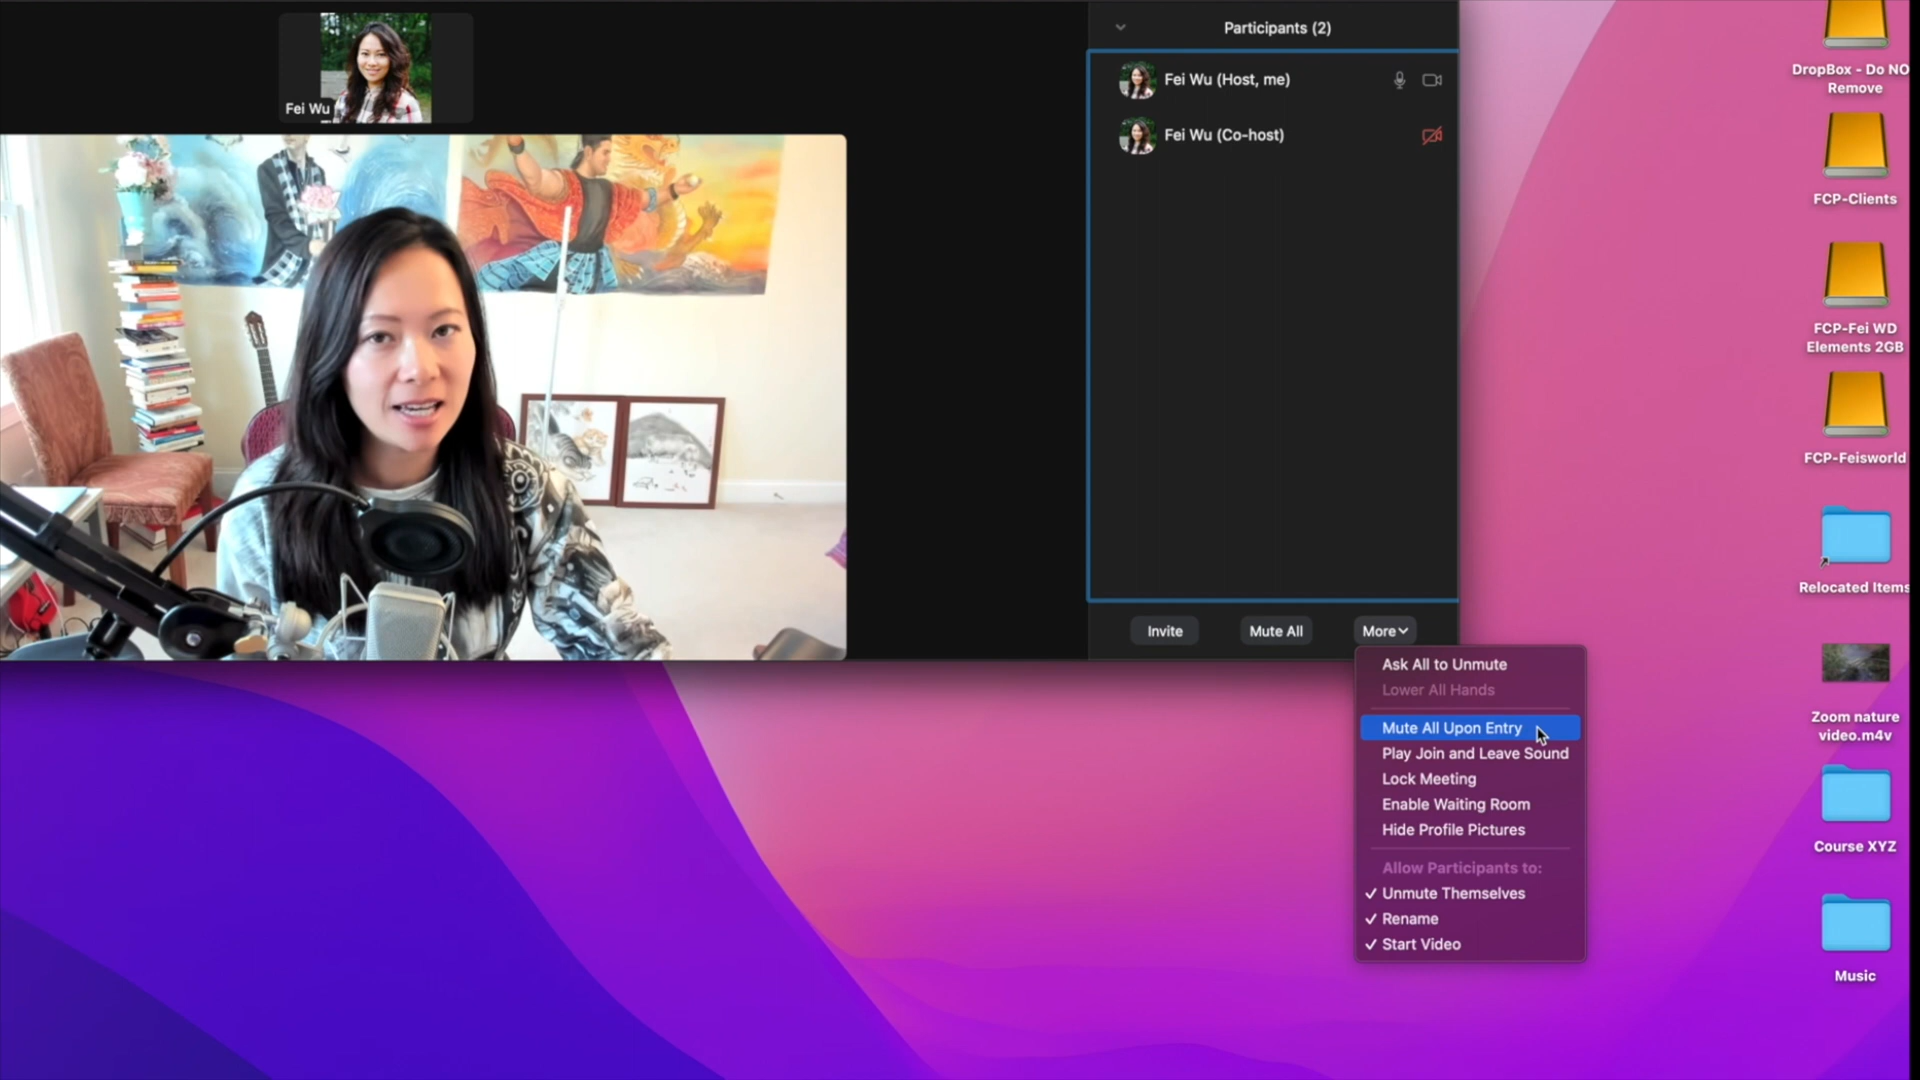 Fei Wu
Participants (2)
Fei Wu (Host, me)
Fei Wu (Co-host)
Invite
Mute All
More
Ask All to Unmute
Lower All Hands
Mute All Upon Entry
Play Join and Leave Sound
Lock Meeting
Enable Waiting Room
Hide Profile Pictures
Allow Participants to:
Unmute Themselves
Rename
Start Video
DropBox - Do NO
Remove
FCP-Clients
FCP-Fei WD
Elements 2GB
FCP-Feisworld
Relocated Items
Zoom nature
video.m4v
Course XYZ
Music